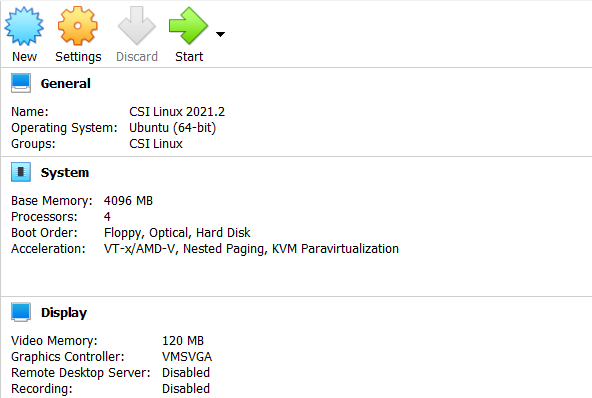 New Settings Discard Start
General
Name: CSI Linux 2021.2
Operating System: Ubuntu (64-bit)
Groups: CSI Linux
System
Base Memory: 4096 MB
Processors: 4
Boot Order: Floppy, Optical, Hard Disk
Acceleration: VT-x/AMD-V, Nested Paging, KVM Paravirtualization
Display
Video Memory: 120 MB
Graphics Controller: VMSVGA
Remote Desktop Server: Disabled
Recording: Disabled